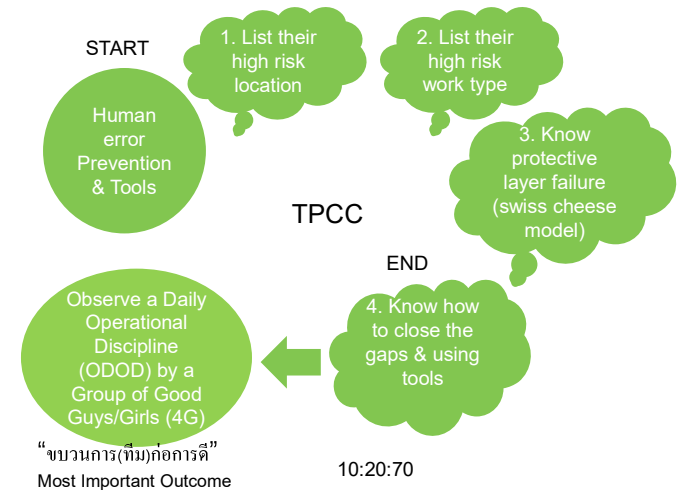 START
Human
error
Prevention
& Tools
1. List their
high risk
location
2. List their
high risk
work type
3. Know
protective
layer failure
(swiss cheese
model)
TPCC
END
4. Know how
to close the
gaps & using
tools
Observe a Daily
Operational
Discipline
(ODOD) by a
Group of Good
Guys/Girls (4G)
“ขบวนการ(ทีม)ก่อการดี”
Most Important Outcome
10:20:70